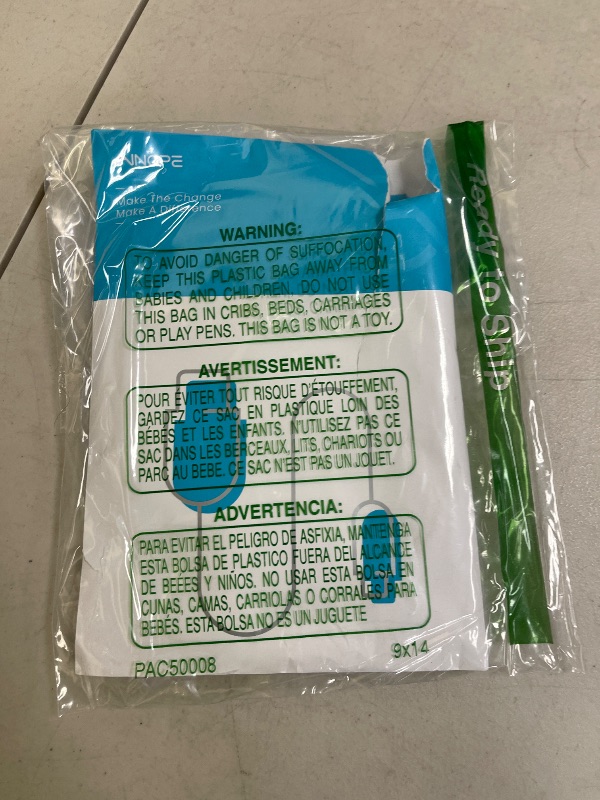 ENNOPE
Make The Change
Make A Difference
WARNING:
TO AVOID DANGER OF SUFFOCATION,
KEEP THIS PLASTIC BAG AWAY FROM
BABIES AND CHILDREN. DO NOT USE
THIS BAG IN CRIBS, BEDS, CARRIAGES
OR PLAY PENS. THIS BAG IS NOT A TOY.
AVERTISSEMENT:
POUR ÉVITER TOUT RISQUE D'ÉTOUFFEMENT,
GARDEZ CE SAC EN PLASTIQUE LOIN DES
BÉBÉS ET LES ENFANTS. N'UTILISEZ PAS CE
SAC DANS LES BERCEAUX, LITS, CHARIOTS OU
PARC AU BEBE. CE SAC N'EST PAS UN JOUET.
ADVERTENCIA:
PARA EVITAR EL PELIGRO DE ASFIXIA, MANTENGA
ESTA BOLSA DE PLASTICO FUERA DEL ALCANCE
DE BEEES Y NIÑOS. NO USAR ESTA BOLSA EN
CUNAS, CAMAS, CARRIOLAS O CORRALES PARA
BEBÉS. ESTA BOLSA NO ES UN JUGUETE
PAC50008
9x14
Ready to Ship